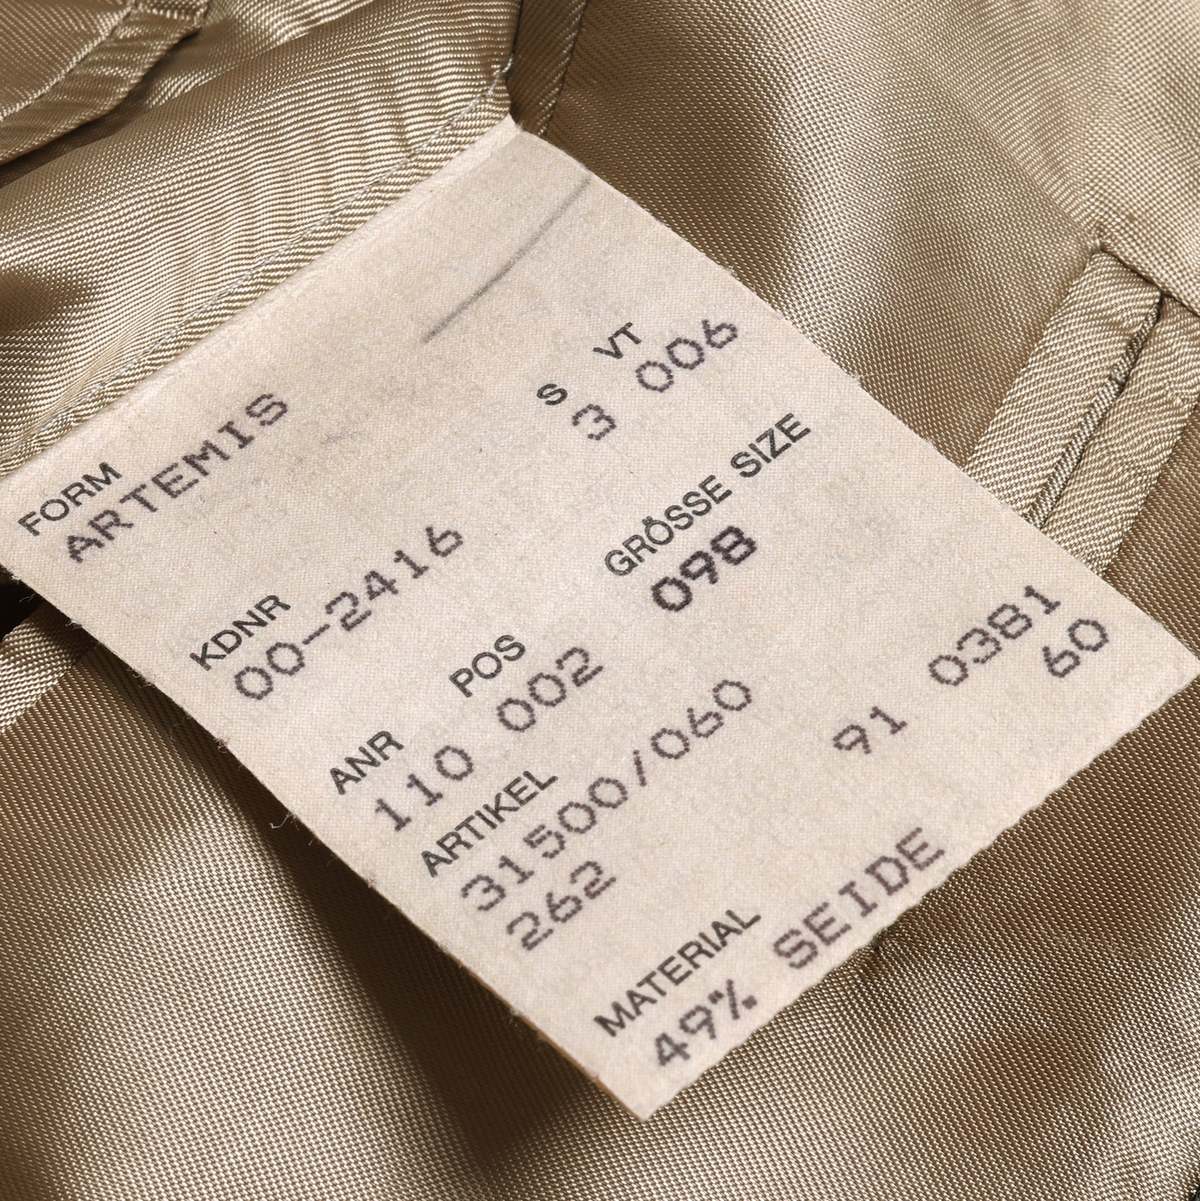 FORM
ARTEMIS
S VT
3 006
KDNR
00-2416
GRÖSSE SIZE
098
ANR POS
110 002
ARTIKEL
31500/060 91 0381
262 60
MATERIAL
49% SEIDE